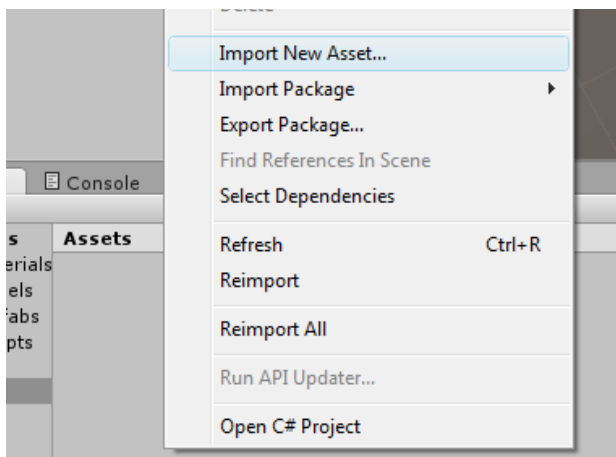 Delete
Import New Asset...
Import Package
Export Package...
Find References In Scene
Select Dependencies
Refresh Ctrl+R
Reimport
Reimport All
Run API Updater...
Open C# Project
Console
s Assets
erials
els
fabs
pts